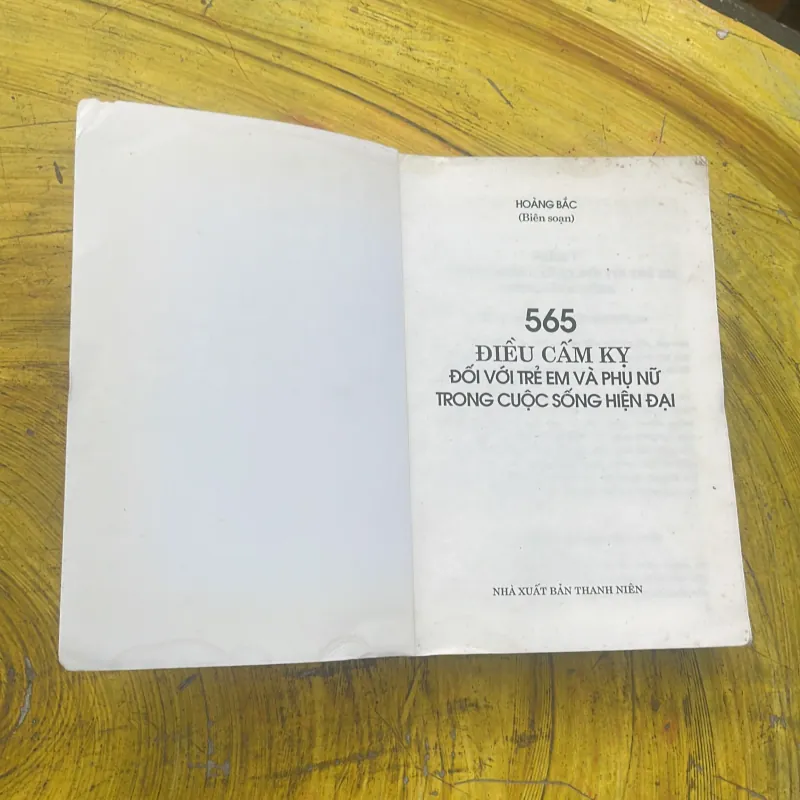 HOÀNG BẮC
(Biên soạn)
565
ĐIỀU CẤM KỴ
ĐỐI VỚI TRẺ EM VÀ PHỤ NỮ
TRONG CUỘC SỐNG HIỆN ĐẠI
NHÀ XUẤT BẢN THANH NIÊN